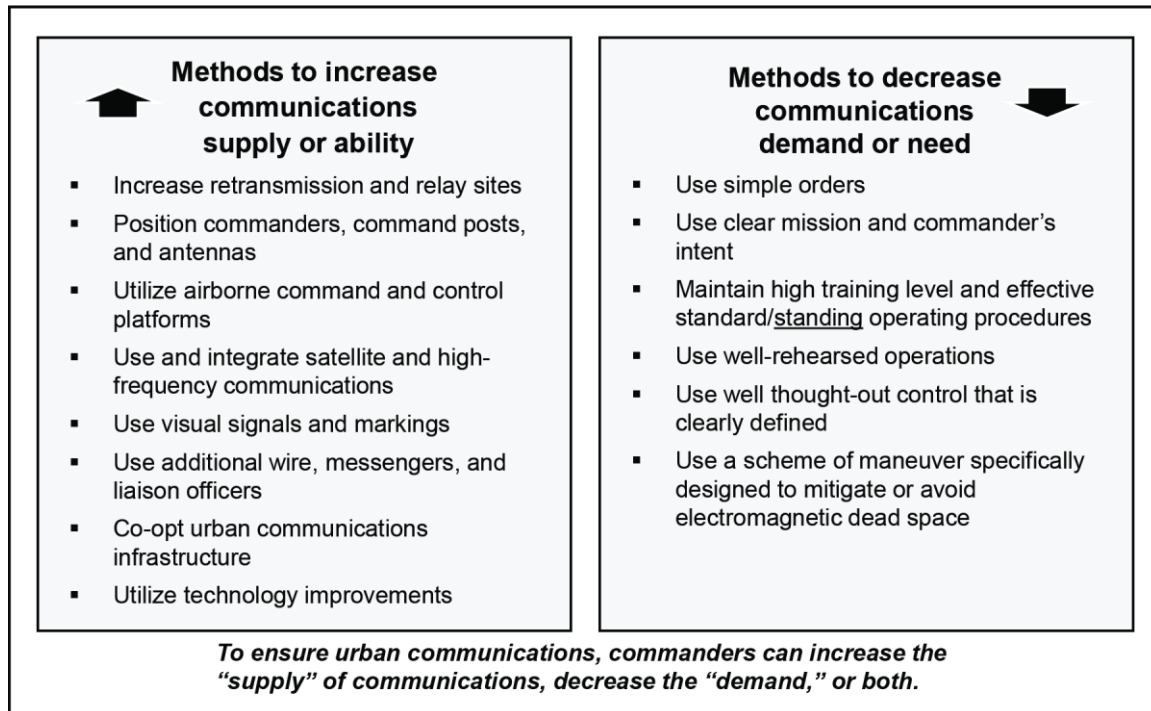 Methods to increase
communications
supply or ability
▪ Increase retransmission and relay sites
▪ Position commanders, command posts,
and antennas
▪ Utilize airborne command and control
platforms
▪ Use and integrate satellite and high-
frequency communications
▪ Use visual signals and markings
▪ Use additional wire, messengers, and
liaison officers
▪ Co-opt urban communications
infrastructure
▪ Utilize technology improvements
Methods to decrease
communications
demand or need
▪ Use simple orders
▪ Use clear mission and commander’s
intent
▪ Maintain high training level and effective
standard/standing operating procedures
▪ Use well-rehearsed operations
▪ Use well thought-out control that is
clearly defined
▪ Use a scheme of maneuver specifically
designed to mitigate or avoid
electromagnetic dead space
To ensure urban communications, commanders can increase the
“supply” of communications, decrease the “demand,” or both.